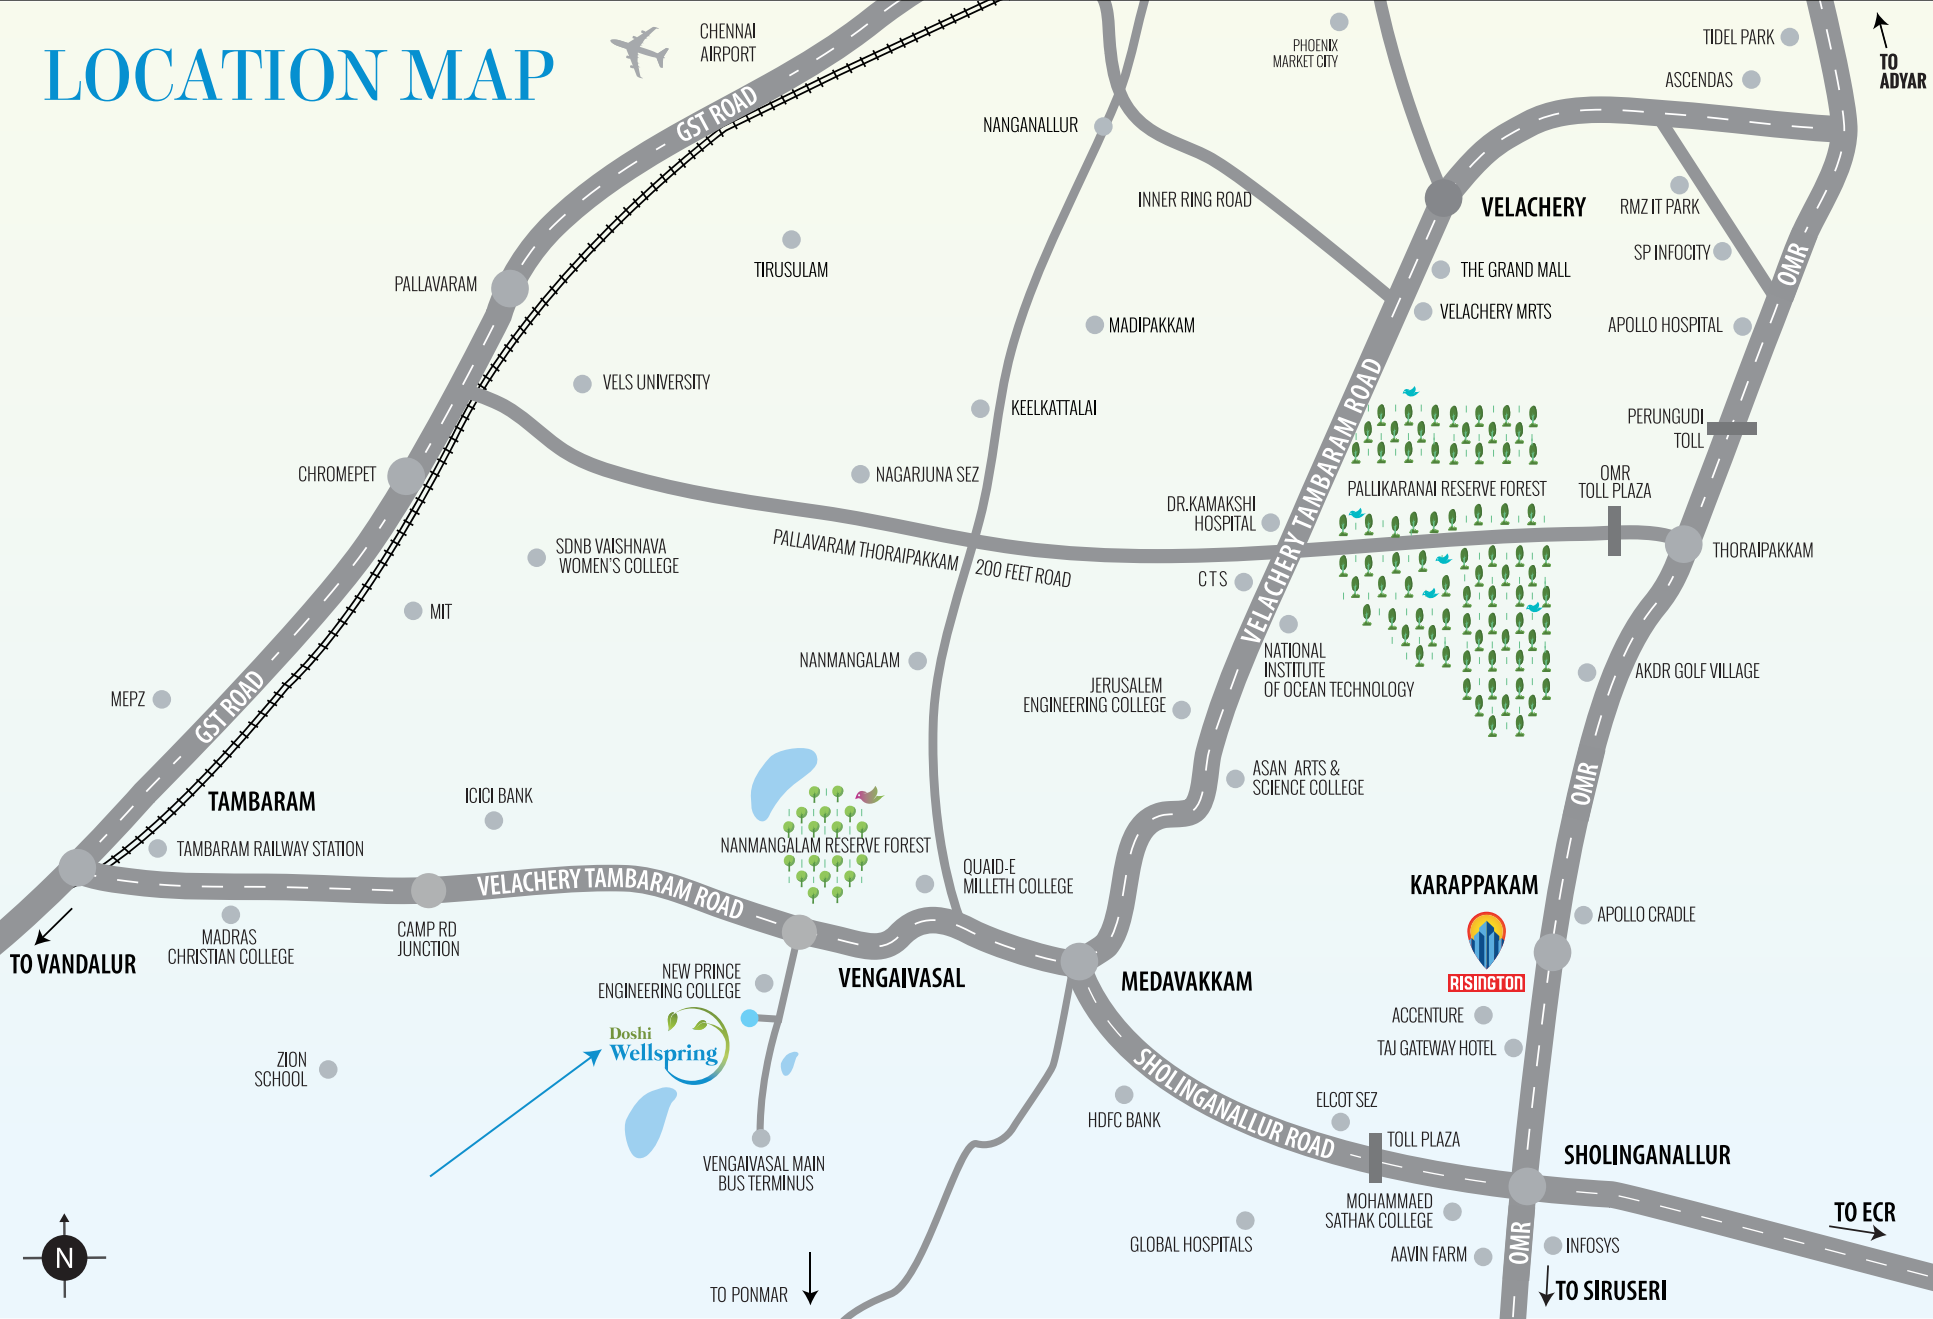 LOCATION MAP
CHENNAI
AIRPORT
PHOENIX
MARKET CITY
TIDEL PARK
ASCENDAS
TO
ADYAR
GST ROAD
NANGANALLUR
INNER RING ROAD
VELACHERY
RMZ IT PARK
SP INFOCITY
OMR
TIRUSULAM
PALLAVARAM
THE GRAND MALL
VELACHERY MRTS
MADIPAKKAM
APOLLO HOSPITAL
VELS UNIVERSITY
KEELKATTALAI
PERUNGUDI
TOLL
CHROMEPET
NAGARJUNA SEZ
VELACHERY TAMBARAM ROAD
PALLIKARANAI RESERVE FOREST
OMR
TOLL PLAZA
DR.KAMAKSHI
HOSPITAL
THORAIPAKKAM
SDNB VAISHNAVA
WOMEN'S COLLEGE
PALLAVARAM THORAIPAKKAM
200 FEET ROAD
CTS
MIT
NATIONAL
INSTITUTE
OF OCEAN TECHNOLOGY
NANMANGALAM
AKDR GOLF VILLAGE
JERUSALEM
ENGINEERING COLLEGE
MEPZ
GST ROAD
ASAN ARTS &
SCIENCE COLLEGE
OMR
TAMBARAM
ICICI BANK
TAMBARAM RAILWAY STATION
NANMANGALAM RESERVE FOREST
QUAID-E
MILLETH COLLEGE
VELACHERY TAMBARAM ROAD
KARAPPAKAM
APOLLO CRADLE
MADRAS
CHRISTIAN COLLEGE
CAMP RD
JUNCTION
TO VANDALUR
NEW PRINCE
ENGINEERING COLLEGE
VENGAIVASAL
MEDAVAKKAM
RISINGTON
ACCENTURE
TAJ GATEWAY HOTEL
Doshi
Wellspring
ZION
SCHOOL
SHOLINGANALLUR ROAD
HDFC BANK
ELCOT SEZ
TOLL PLAZA
SHOLINGANALLUR
VENGAIVASAL MAIN
BUS TERMINUS
MOHAMMAED
SATHAK COLLEGE
TO ECR
GLOBAL HOSPITALS
AAVIN FARM
OMR
INFOSYS
TO SIRUSERI
TO PONMAR
N